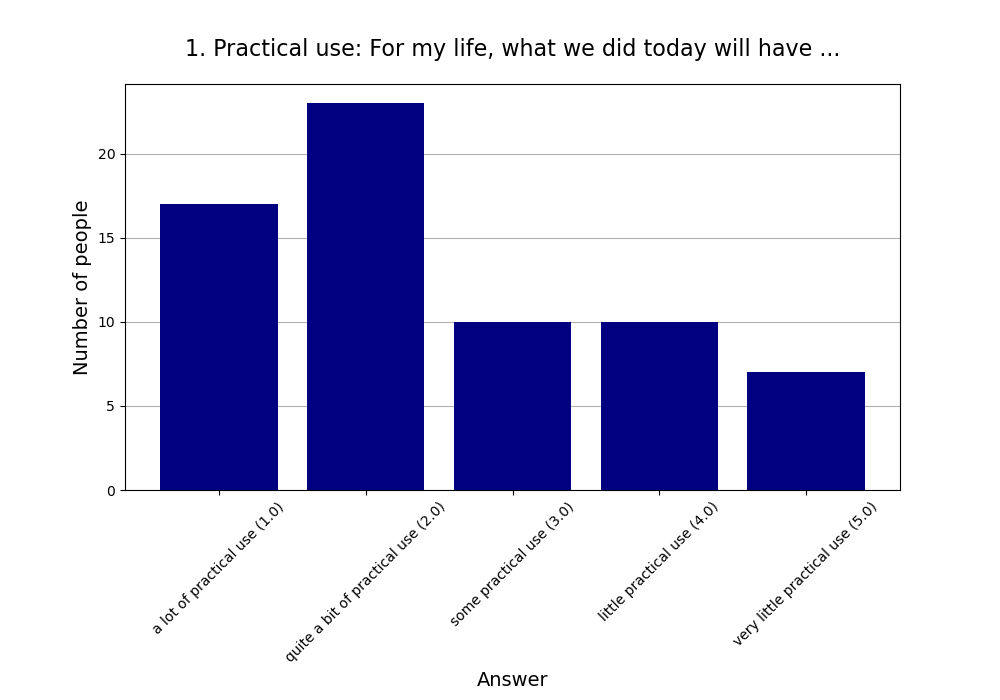 1. Practical use: For my life, what we did today will have ...
Number of people
20
15
10
5
0
a lot of practical use (1.0)
quite a bit of practical use (2.0)
some practical use (3.0)
little practical use (4.0)
very little practical use (5.0)
Answer